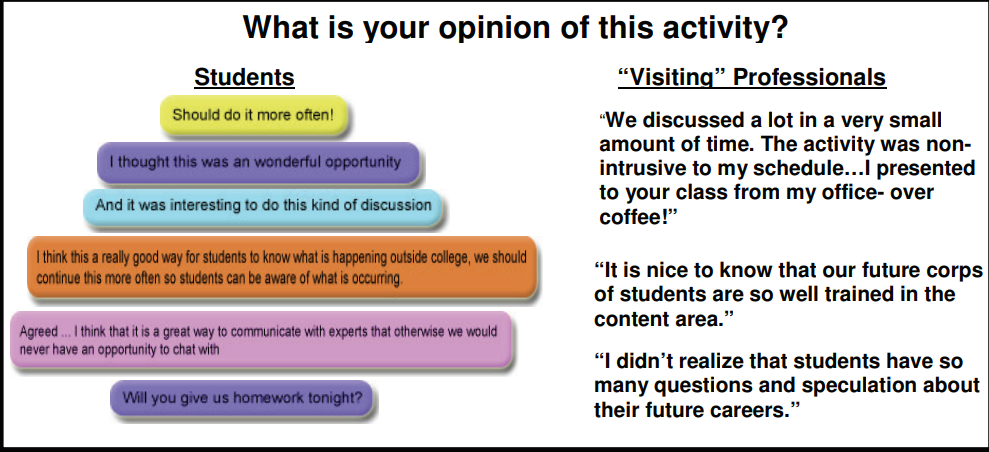 What is your opinion of this activity?
Students
Should do it more often!
I thought this was an wonderful opportunity
And it was interesting to do this kind of discussion
I think this a really good way for students to know what is happening outside college, we should
continue this more often so students can be aware of what is occurring.
Agreed ... I think that it is a great way to communicate with experts that otherwise we would
never have an opportunity to chat with
Will you give us homework tonight?
“Visiting” Professionals
“We discussed a lot in a very small
amount of time. The activity was non-
intrusive to my schedule…I presented
to your class from my office- over
coffee!”
“It is nice to know that our future corps
of students are so well trained in the
content area.”
“I didn’t realize that students have so
many questions and speculation about
their future careers.”